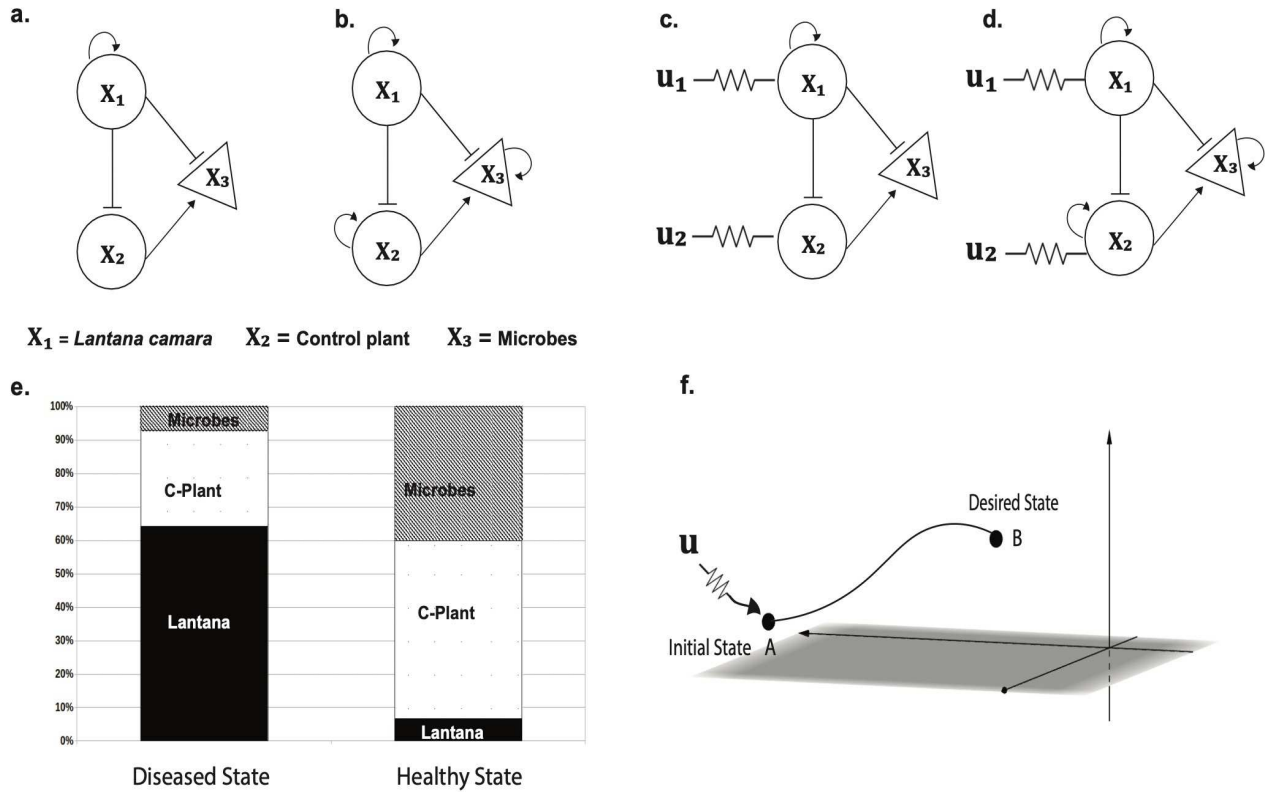 a.
X₁
X₂
X₃
b.
X₁
X₂
X₃
c.
u₁
X₁
u₂
X₂
X₃
d.
u₁
X₁
u₂
X₂
X₃
X₁ = Lantana camara X₂ = Control plant X₃ = Microbes
e.
100%
90%
80%
70%
60%
50%
40%
30%
20%
10%
0%
Microbes
C-Plant
Lantana
Microbes
C-Plant
Lantana
Diseased State Healthy State
f.
Desired State
B
u
Initial State A